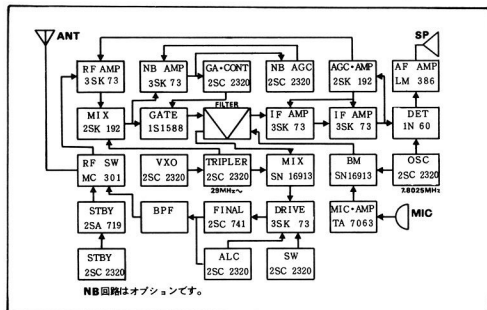 ANT
SP
RF AMP
3SK 73
NB AMP
3SK 73
GA・CONT
2SC 2320
NB AGC
2SC 2320
AGC・AMP
2SK 192
AF AMP
LM 386
MIX
2SK 192
GATE
1S1588
FILTER
IF AMP
3SK 73
IF AMP
3SK 73
DET
1N 60
RF SW
MC 301
VXO
2SC 2320
TRIPLER
2SC 2320
29MHz〜
MIX
SN 16913
BM
SN16913
OSC
2SC 2320
7.8025MHz
STBY
2SA 719
BPF
FINAL
2SC 741
DRIVE
3SK 73
MIC・AMP
TA 7063
MIC
STBY
2SC 2320
ALC
2SC 2320
SW
2SC 2320
NB回路はオプションです。